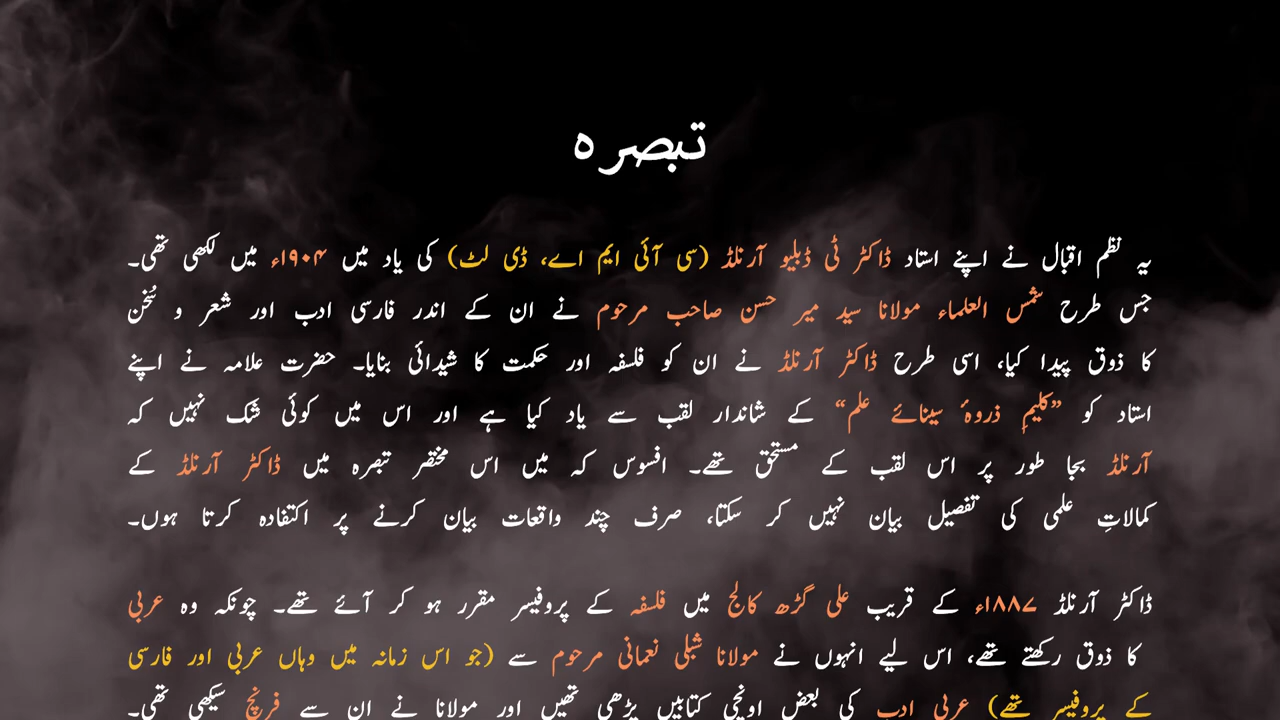 تبصرہ
یہ نظم اقبال نے اپنے استاد ڈاکٹر ٹی ڈبلیو آرنلڈ (سی آئی ایم اے، ڈی لٹ) کی یاد میں ۱۹۰۴ء میں لکھی تھی۔
جس طرح شمس العلماء مولانا سید میر حسن صاحب مرحوم نے ان کے اندر فارسی ادب اور شعر و سُخن
کا ذوق پیدا کیا، اسی طرح ڈاکٹر آرنلڈ نے ان کو فلسفہ اور حکمت کا شیدائی بنایا۔ حضرت علامہ نے اپنے
استاد کو ”کلیمِ ذروۂ سینائے علم“ کے شاندار لقب سے یاد کیا ہے اور اس میں کوئی شک نہیں کہ
آرنلڈ بجا طور پر اس لقب کے مستحق تھے۔ افسوس کہ میں اس مختصر تبصرہ میں ڈاکٹر آرنلڈ کے
کمالاتِ علمی کی تفصیل بیان نہیں کر سکتا، صرف چند واقعات بیان کرنے پر اکتفادہ کرتا ہوں۔
ڈاکٹر آرنلڈ ۱۸۸۷ء کے قریب علی گڑھ کالج میں فلسفہ کے پروفیسر مقرر ہو کر آئے تھے۔ چونکہ وہ عربی
کا ذوق رکھتے تھے، اس لیے انہوں نے مولانا شبلی نعمانی مرحوم سے (جو اس زمانہ میں وہاں عربی اور فارسی
کے پروفیسر تھے) عربی ادب کی بعض اونچی کتابیں پڑھی تھیں اور مولانا نے ان سے فرنچ سیکھی تھی۔